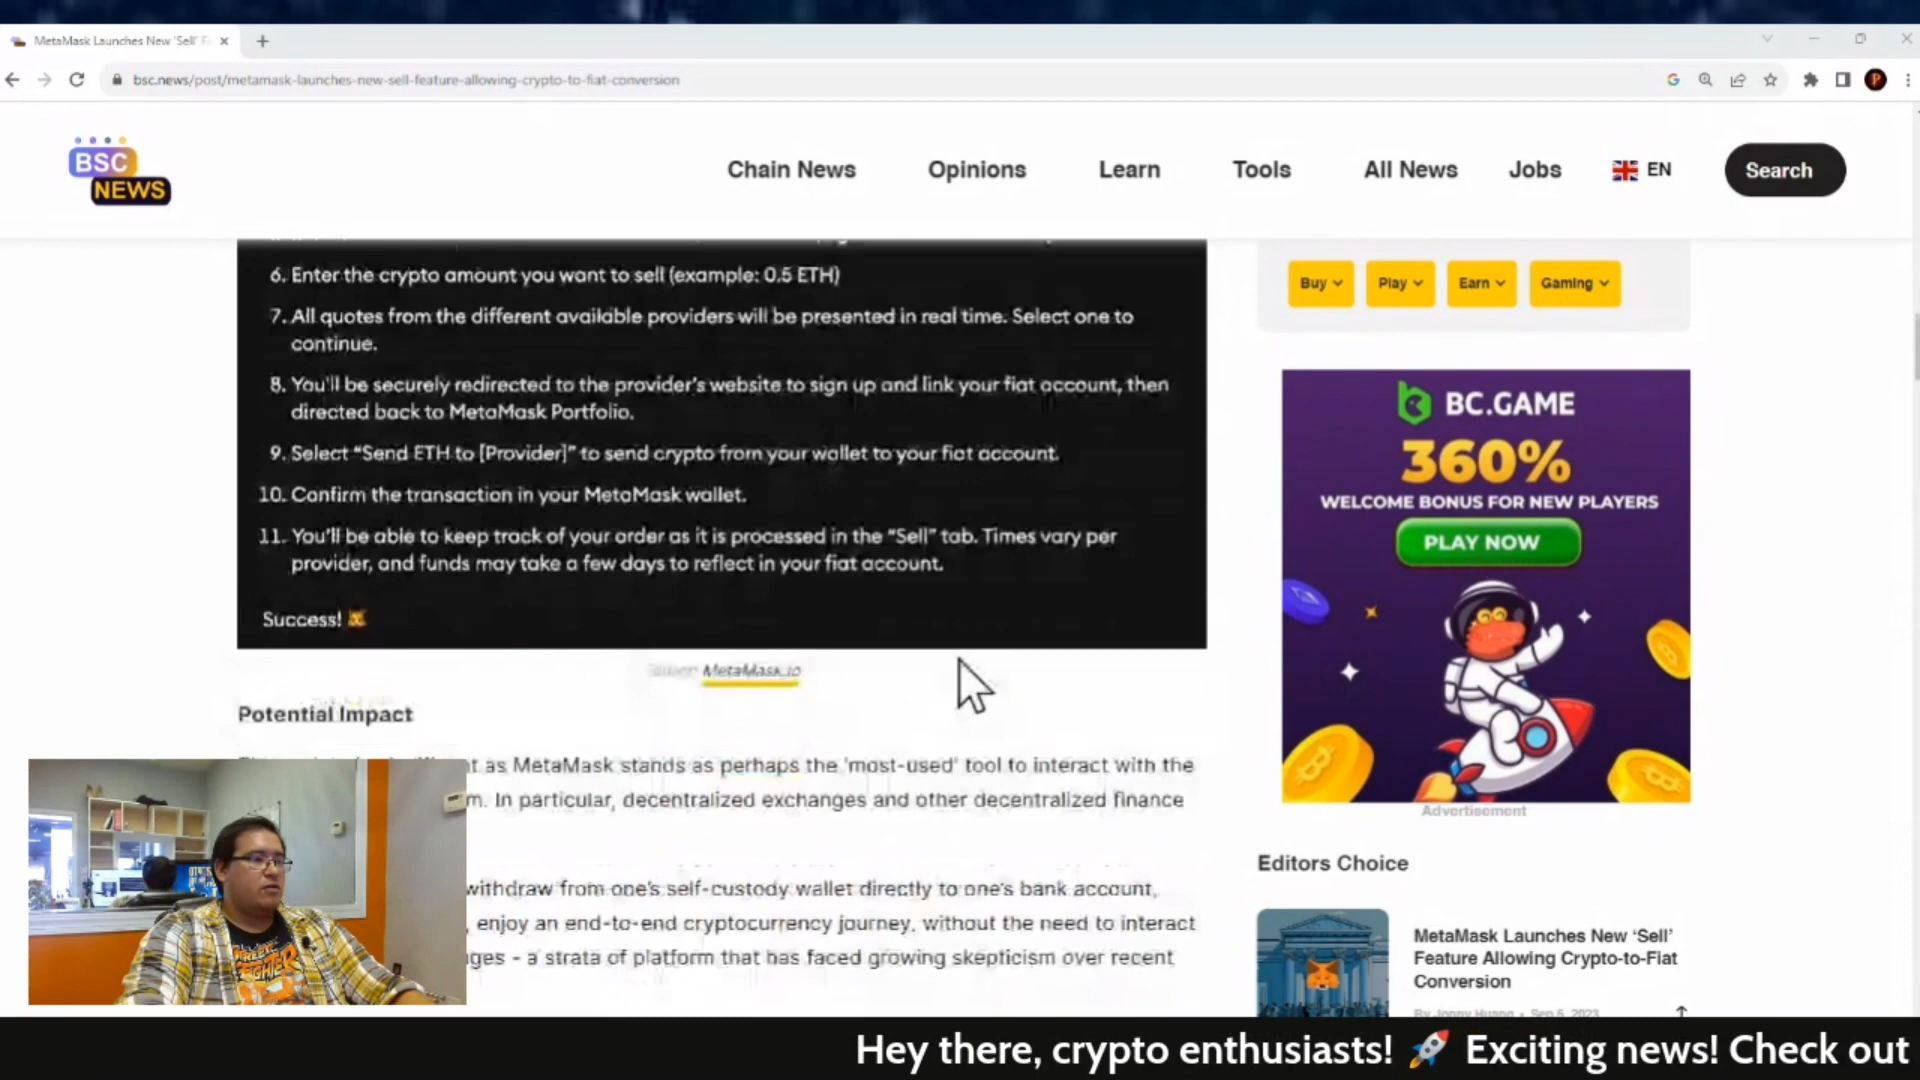 MetaMask Launches New 'Sell' F
bsc.news/post/metamask-launches-new-sell-feature-allowing-crypto-to-fiat-conversion
BSC
NEWS
Chain News
Opinions
Learn
Tools
All News
Jobs
EN
Search
6. Enter the crypto amount you want to sell (example: 0.5 ETH)
7. All quotes from the different available providers will be presented in real time. Select one to
continue.
8. You'll be securely redirected to the provider's website to sign up and link your fiat account, then
directed back to MetaMask Portfolio.
9. Select “Send ETH to [Provider]” to send crypto from your wallet to your fiat account.
10. Confirm the transaction in your MetaMask wallet.
11. You'll be able to keep track of your order as it is processed in the “Sell” tab. Times vary per
provider, and funds may take a few days to reflect in your fiat account.
Success!
MetaMask.io
Potential Impact
as MetaMask stands as perhaps the 'most-used' tool to interact with the
In particular, decentralized exchanges and other decentralized finance
withdraw from one's self-custody wallet directly to one's bank account,
, enjoy an end-to-end cryptocurrency journey, without the need to interact
- a strata of platform that has faced growing skepticism over recent
Buy
Play
Earn
Gaming
BC.GAME
360%
WELCOME BONUS FOR NEW PLAYERS
PLAY NOW
Advertisement
Editors Choice
MetaMask Launches New ‘Sell’
Feature Allowing Crypto-to-Fiat
Conversion
By Jonny Huang • Sep 5, 2023
STREET
FIGHTER
Hey there, crypto enthusiasts! 🚀 Exciting news! Check out